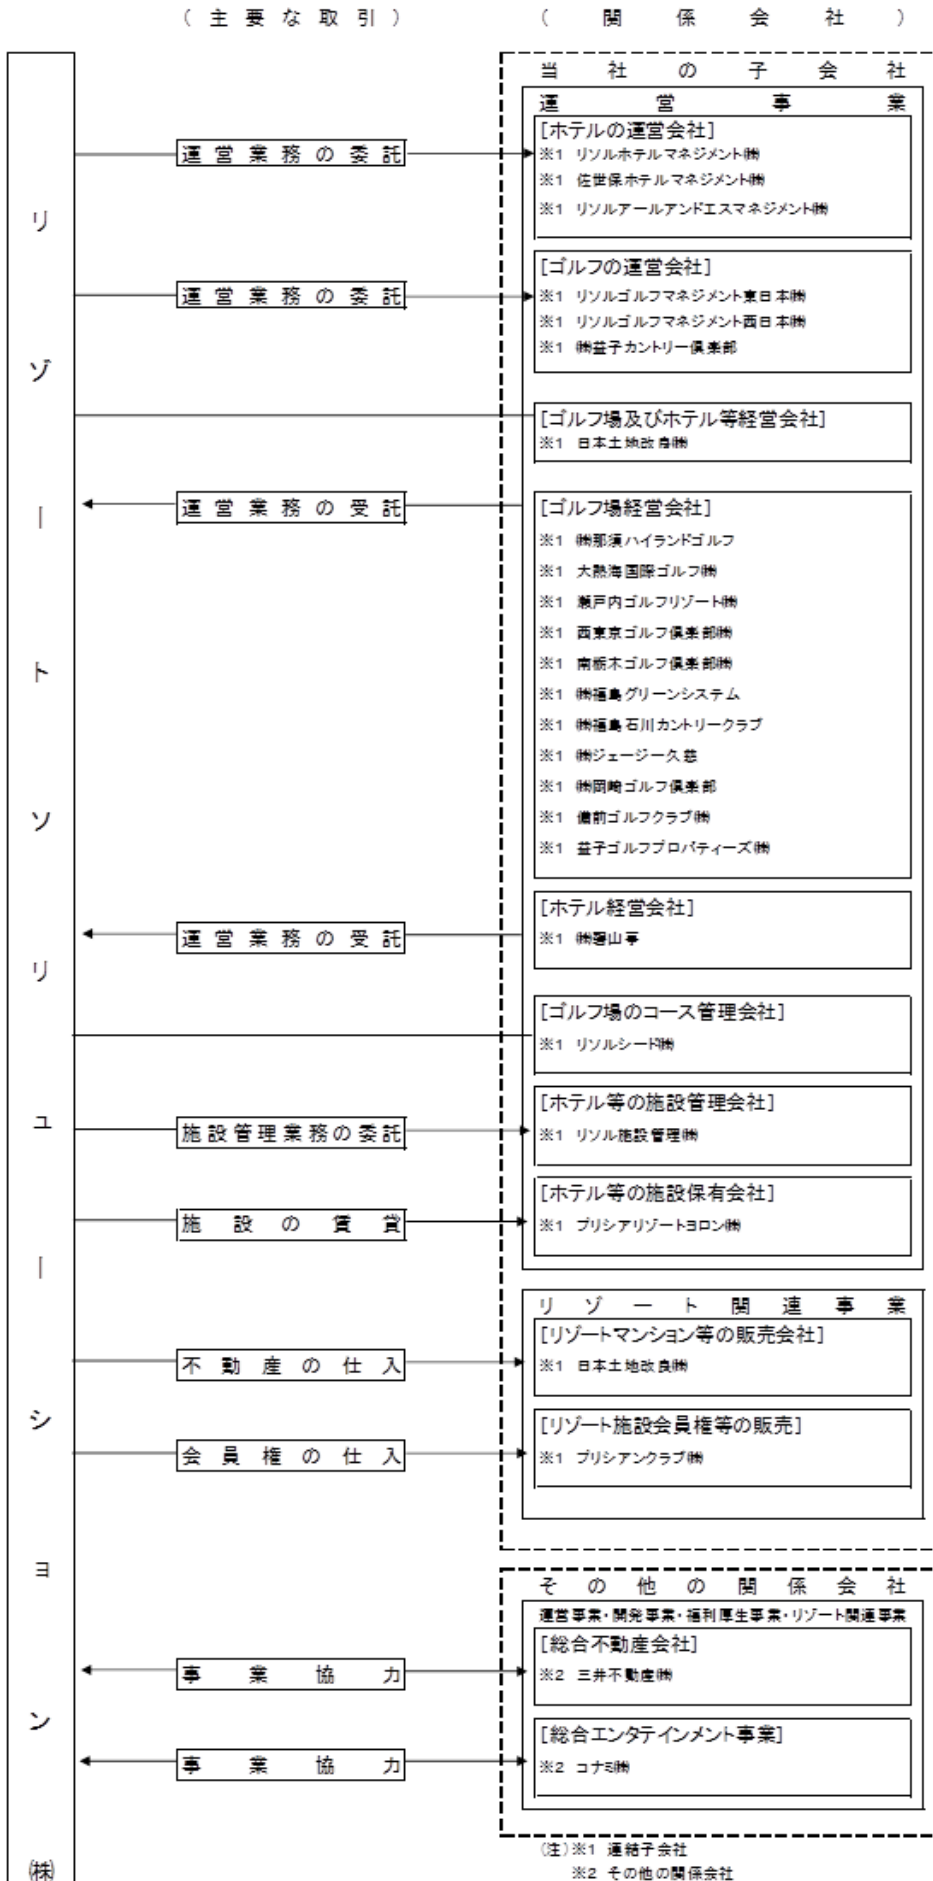 (主要な取引)
(関係会社)
リゾートソリューション㈱
当社の子会社
運営事業
[ホテルの運営会社]
運営業務の委託
※1 リソルホテルマネジメント㈱
※1 佐世保ホテルマネジメント㈱
※1 リソルアールアンドエスマネジメント㈱
[ゴルフの運営会社]
運営業務の委託
※1 リソルゴルフマネジメント東日本㈱
※1 リソルゴルフマネジメント西日本㈱
※1 ㈱益子カントリー倶楽部
[ゴルフ場及びホテル等経営会社]
※1 日本土地改良㈱
運営業務の受託
[ゴルフ場経営会社]
※1 ㈱那須ハイランドゴルフ
※1 大熱海国際ゴルフ㈱
※1 瀬戸内ゴルフリゾート㈱
※1 西東京ゴルフ倶楽部㈱
※1 南栃木ゴルフ倶楽部㈱
※1 ㈱福島グリーンシステム
※1 ㈱福島石川カントリークラブ
※1 ㈱ジェージー久慈
※1 ㈱岡崎ゴルフ倶楽部
※1 備前ゴルフクラブ㈱
※1 益子ゴルフプロパティーズ㈱
[ホテル経営会社]
運営業務の受託
※1
[ゴルフ場のコース管理会社]
※1 リソルシード㈱
[ホテル等の施設管理会社]
施設管理業務の委託
※1 リソル施設管理㈱
[ホテル等の施設保有会社]
施設の賃貸
※1 プリシアリゾートヨロン㈱
リゾート関連事業
[リゾートマンション等の販売会社]
不動産の仕入
※1 日本土地改良㈱
[リゾート施設会員権等の販売]
会員権の仕入
※1 プリシアンクラブ㈱
その他の関係会社
運営事業・開発事業・福利厚生事業・リゾート関連事業
[総合不動産会社]
事業協力
※2 三井不動産㈱
[総合エンタテインメント事業]
事業協力
※2 コナミ㈱
(注)※1 連結子会社
※2 その他の関係会社